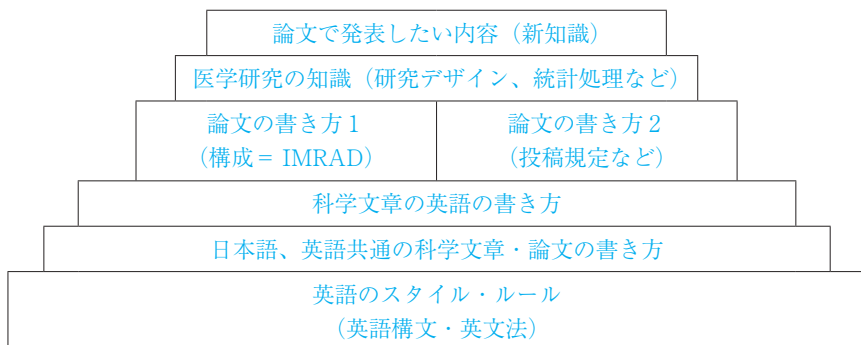 論文で発表したい内容（新知識）
医学研究の知識（研究デザイン、統計処理など）
論文の書き方１
（構成＝ IMRAD）
論文の書き方２
（投稿規定など）
科学文章の英語の書き方
日本語、英語共通の科学文章・論文の書き方
英語のスタイル・ルール
（英語構文・英文法）